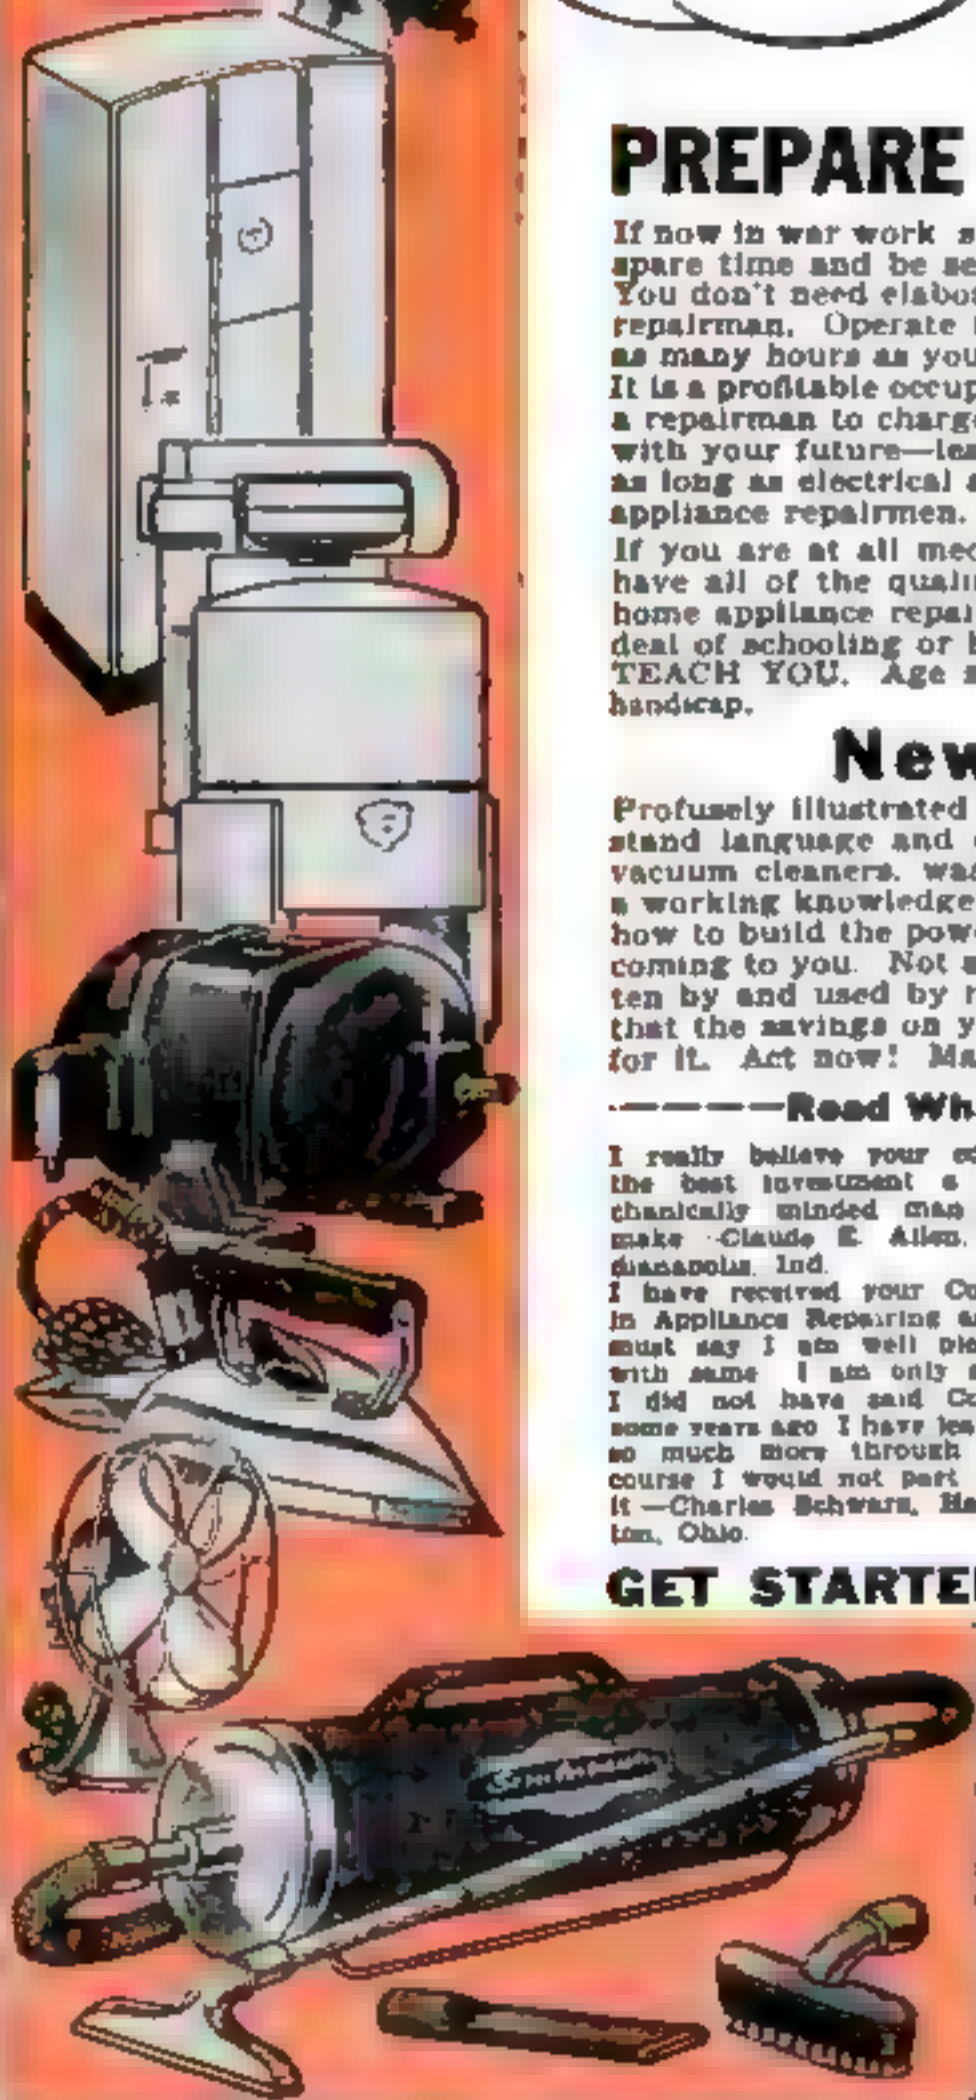 PREPARE
If now in war work s
spare time and be se
You don't need elabor
repairman. Operate
as many hours as you
It is a profitable occup
a repairman to charge
with your future—lea
as long as electrical a
appliance repairmen.
If you are at all mec
have all of the quali
home appliance repai
deal of schooling or
TEACH YOU. Age
handicap.
New
Profusely illustrated
stand language and
vacuum cleaners, was
a working knowledge
how to build the powe
coming to you. Not
ten by and used by
that the savings on y
for it. Act now! Ma
Read Wh
I really believe your
the best investment a
chanically minded man
make - Claude E. Allen,
dianapolis, Ind.
I have received your Co
in Appliance Repairing
must say I am well ple
with same I am only
I did not have said Co
some years ago I have
so much more through
course I would not part
it —Charles Schwarn,
ton, Ohio.
GET STARTE